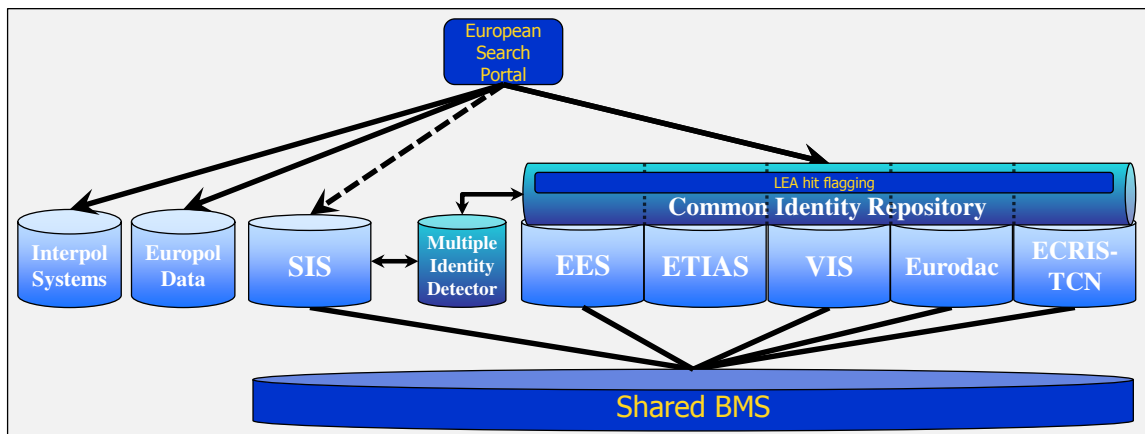 European
Search
Portal
LEA hit flagging
Common Identity Repository
Interpol
Systems
Europol
Data
SIS
Multiple
Identity
Detector
EES
ETIAS
VIS
Eurodac
ECRIS-
TCN
Shared BMS